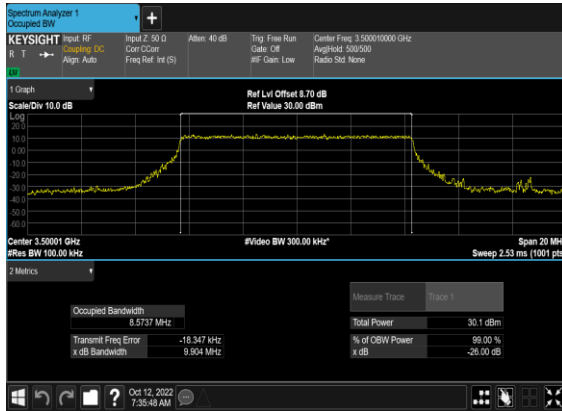 Spectrum Analyzer 1
Occupied BW
+
KEYSIGHT Input: RF Input Z: 50 Ω Atten: 40 dB Trig: Free Run Center Freq: 3.500010000 GHz
R T Coupling: DC Corr CCorr Gate: Off Avg|Hold: 500/500
Align: Auto Freq Ref: Int (S) #IF Gain: Low Radio Std: None
1 Graph
Ref Lvl Offset 8.70 dB
Scale/Div 10.0 dB Ref Value 30.00 dBm
Log
20.0
10.0
0.00
-10.0
-20.0
-30.0
-40.0
-50.0
-60.0
Center 3.50001 GHz #Video BW 300.00 kHz* Span 20 MH
#Res BW 100.00 kHz Sweep 2.53 ms (1001 pts
2 Metrics
Measure Trace Trace 1
Occupied Bandwidth
8.5737 MHz Total Power 30.1 dBm
Transmit Freq Error -18.347 kHz % of OBW Power 99.00 %
x dB Bandwidth 9.904 MHz x dB -26.00 dB
? Oct 12, 2022
7:35:48 AM